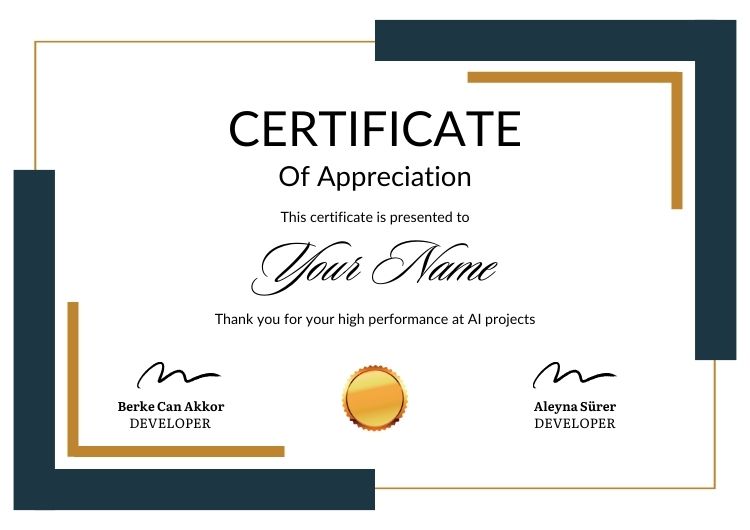 CERTIFICATE
Of Appreciation
This certificate is presented to
Your Name
Thank you for your high performance at AI projects
Berke Can Akkor
DEVELOPER
Aleyna Sürer
DEVELOPER